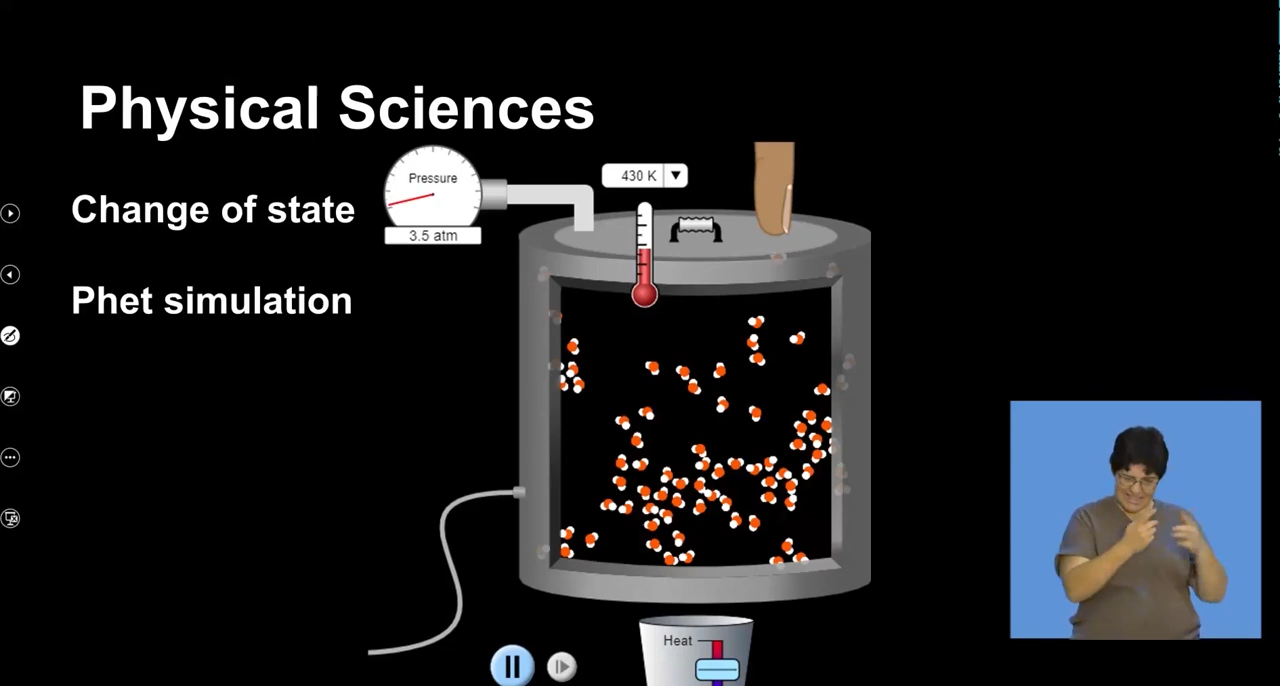 Physical Sciences
Pressure
430 K
Change of state
3.5 atm
Phet simulation
Heat